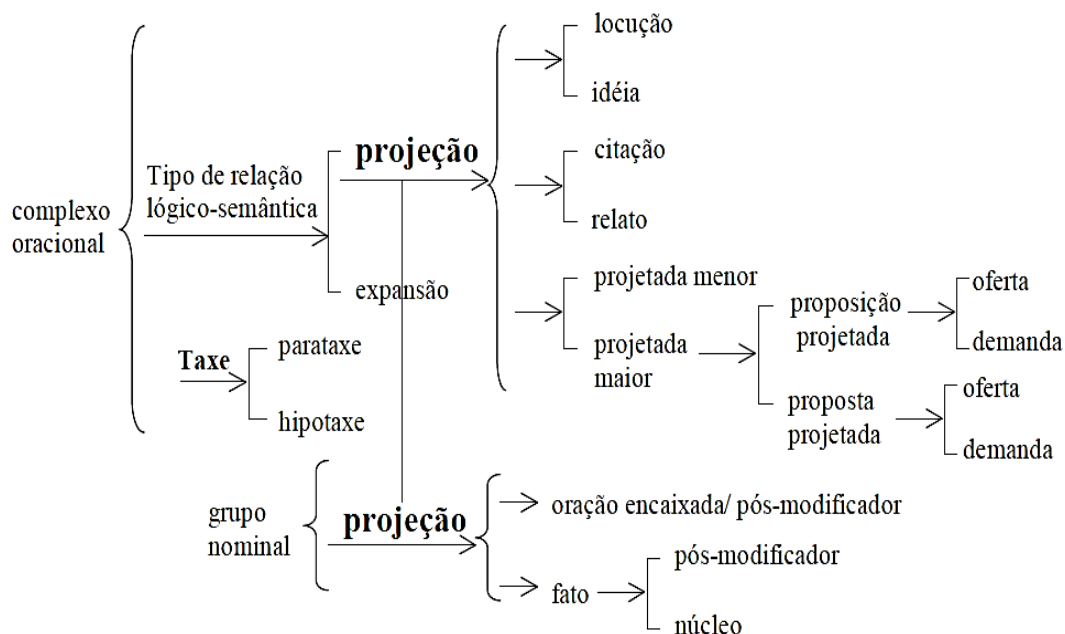 locução
idéia
projeção
citação
Tipo de relação
lógico-semântica
relato
complexo
oracional
projetada menor
expansão
oferta
proposição
projetada
projetada
maior
demanda
Taxe
parataxe
oferta
proposta
projetada
hipotaxe
demanda
oração encaixada/ pós-modificador
grupo
nominal
projeção
pós-modificador
fato
núcleo